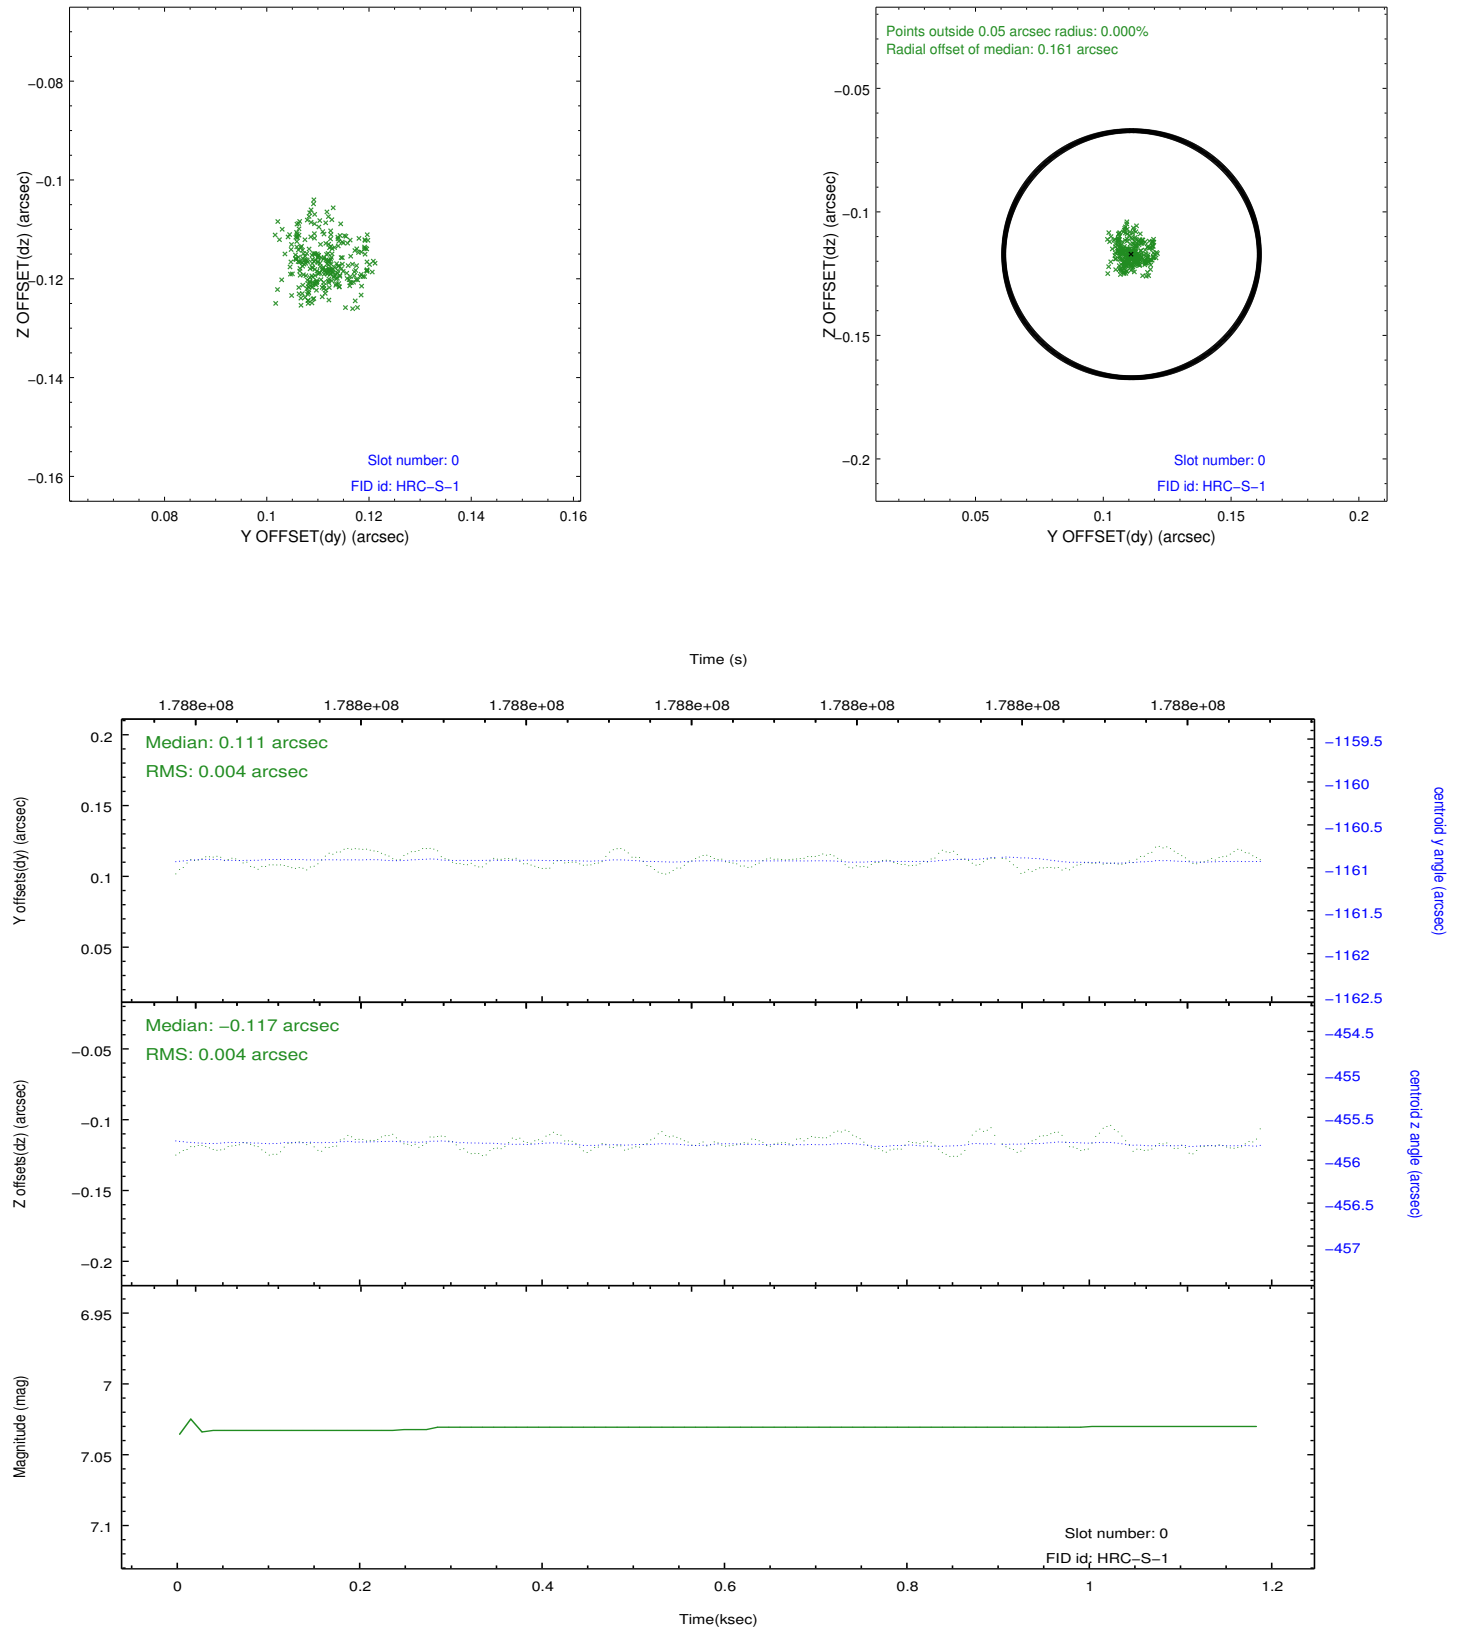 −0.08
−0.1
−0.12
−0.14
−0.16
Z OFFSET(dz) (arcsec)
Slot number: 0
FID id: HRC−S−1
0.08 0.1 0.12 0.14 0.16
Y OFFSET(dy) (arcsec)
Points outside 0.05 arcsec radius: 0.000%
Radial offset of median: 0.161 arcsec
−0.05
−0.1
−0.15
−0.2
Z OFFSET(dz) (arcsec)
Slot number: 0
FID id: HRC−S−1
0.05 0.1 0.15 0.2
Y OFFSET(dy) (arcsec)
Time (s)
1.788e+08 1.788e+08 1.788e+08 1.788e+08 1.788e+08 1.788e+08 1.788e+08
Median: 0.111 arcsec
RMS: 0.004 arcsec
0.2
0.15
0.1
0.05
Y offsets(dy) (arcsec)
−1159.5
−1160
−1160.5
−1161
−1161.5
−1162
−1162.5
centroid y angle (arcsec)
Median: −0.117 arcsec
RMS: 0.004 arcsec
−0.05
−0.1
−0.15
−0.2
Z offsets(dz) (arcsec)
−454.5
−455
−455.5
−456
−456.5
−457
centroid z angle (arcsec)
6.95
7
7.05
7.1
Magnitude (mag)
Slot number: 0
FID id: HRC−S−1
0 0.2 0.4 0.6 0.8 1 1.2
Time(ksec)